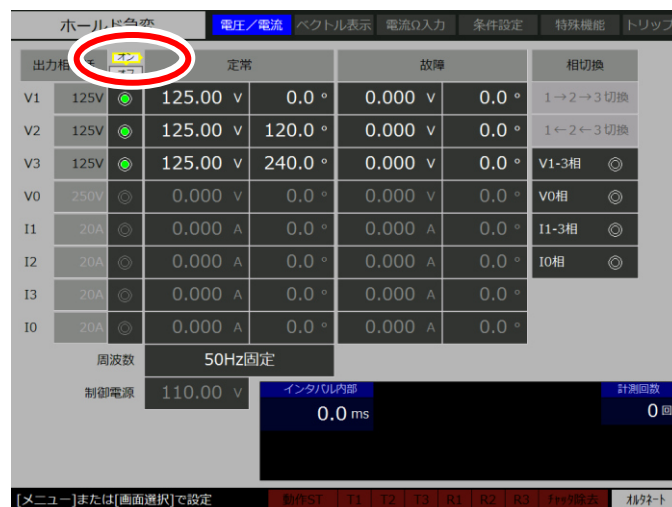 ホールド急変 電圧/電流 ベクトル表示 電流Ω入力 条件設定 特殊機能 トリップ
出力相 オン 定常 故障 相切換
オフ
V1 125V 125.00 V 0.0 ° 0.000 V 0.0 ° 1→2→3切換
V2 125V 125.00 V 120.0 ° 0.000 V 0.0 ° 1←2←3切換
V3 125V 125.00 V 240.0 ° 0.000 V 0.0 ° V1-3相
V0 250V 0.000 V 0.0 ° 0.000 V 0.0 ° V0相
I1 20A 0.000 A 0.0 ° 0.000 A 0.0 ° I1-3相
I2 20A 0.000 A 0.0 ° 0.000 A 0.0 ° I0相
I3 20A 0.000 A 0.0 ° 0.000 A 0.0 °
I0 20A 0.000 A 0.0 ° 0.000 A 0.0 °
周波数 50Hz固定
制御電源 110.00 V インタバル内部 計測回数
0.0 ms 0回
[メニュー]または[画面選択]で設定 動作ST T1 T2 T3 R1 R2 R3 ﾁｬｯﾀ除去 ｵﾙﾀﾈｰﾄ